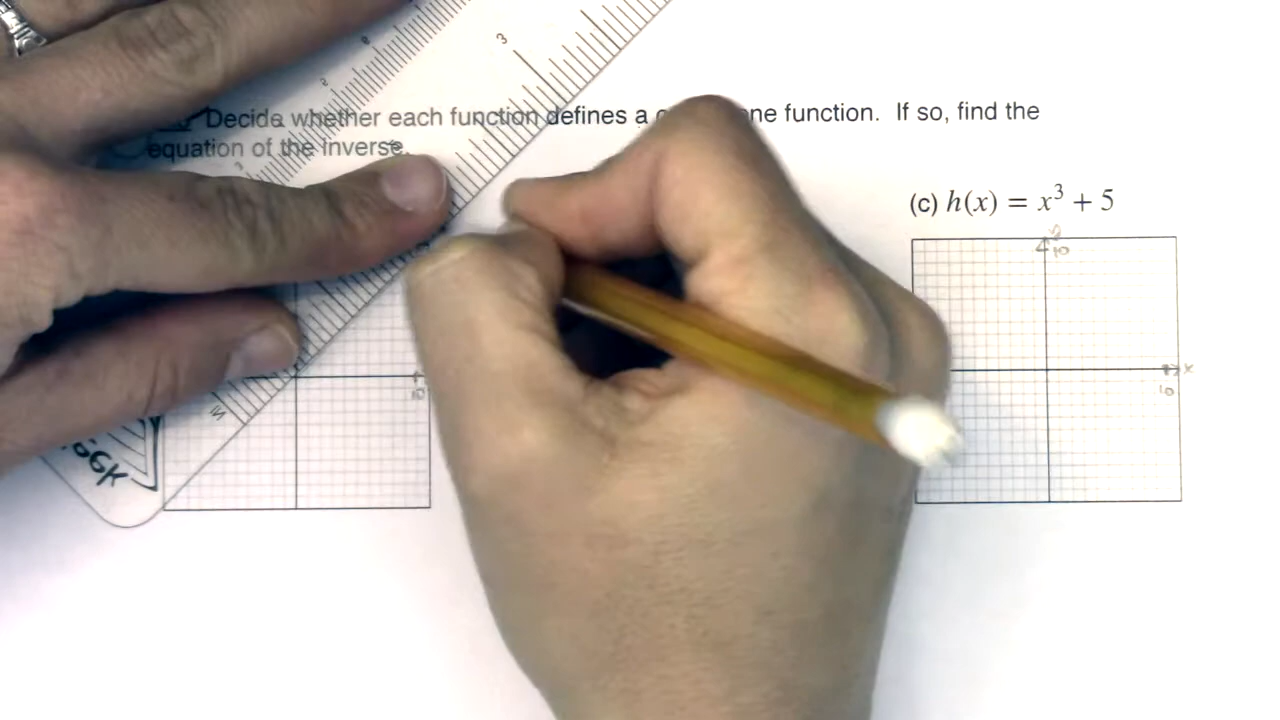 Decide whether each function defines a ne function. If so, find the
equation of the inverse.
(c) h(x) = x³ + 5
y
10
x
10
10
3